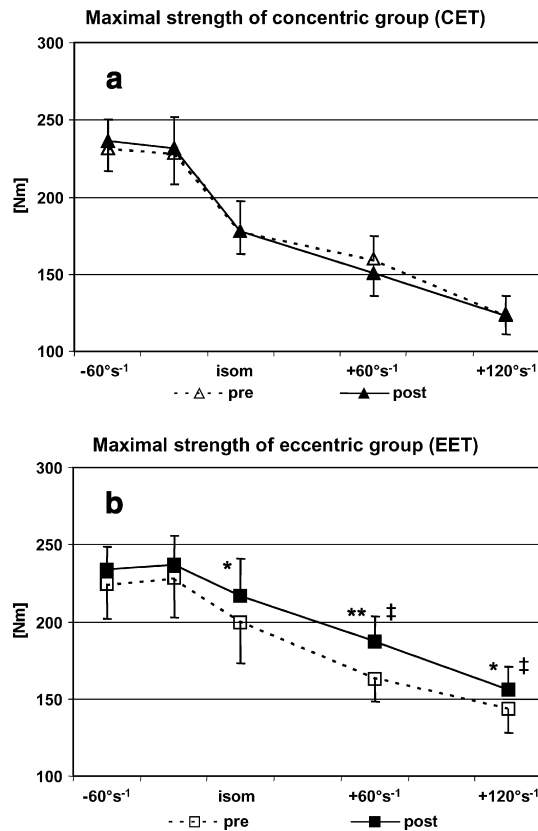 Maximal strength of concentric group (CET)
300
a
250
200
150
100
[Nm]
-60°s⁻¹ isom +60°s⁻¹ +120°s⁻¹
pre post
Maximal strength of eccentric group (EET)
300
b
250
*
** ‡
200
* ‡
150
100
[Nm]
-60°s⁻¹ isom +60°s⁻¹ +120°s⁻¹
pre post